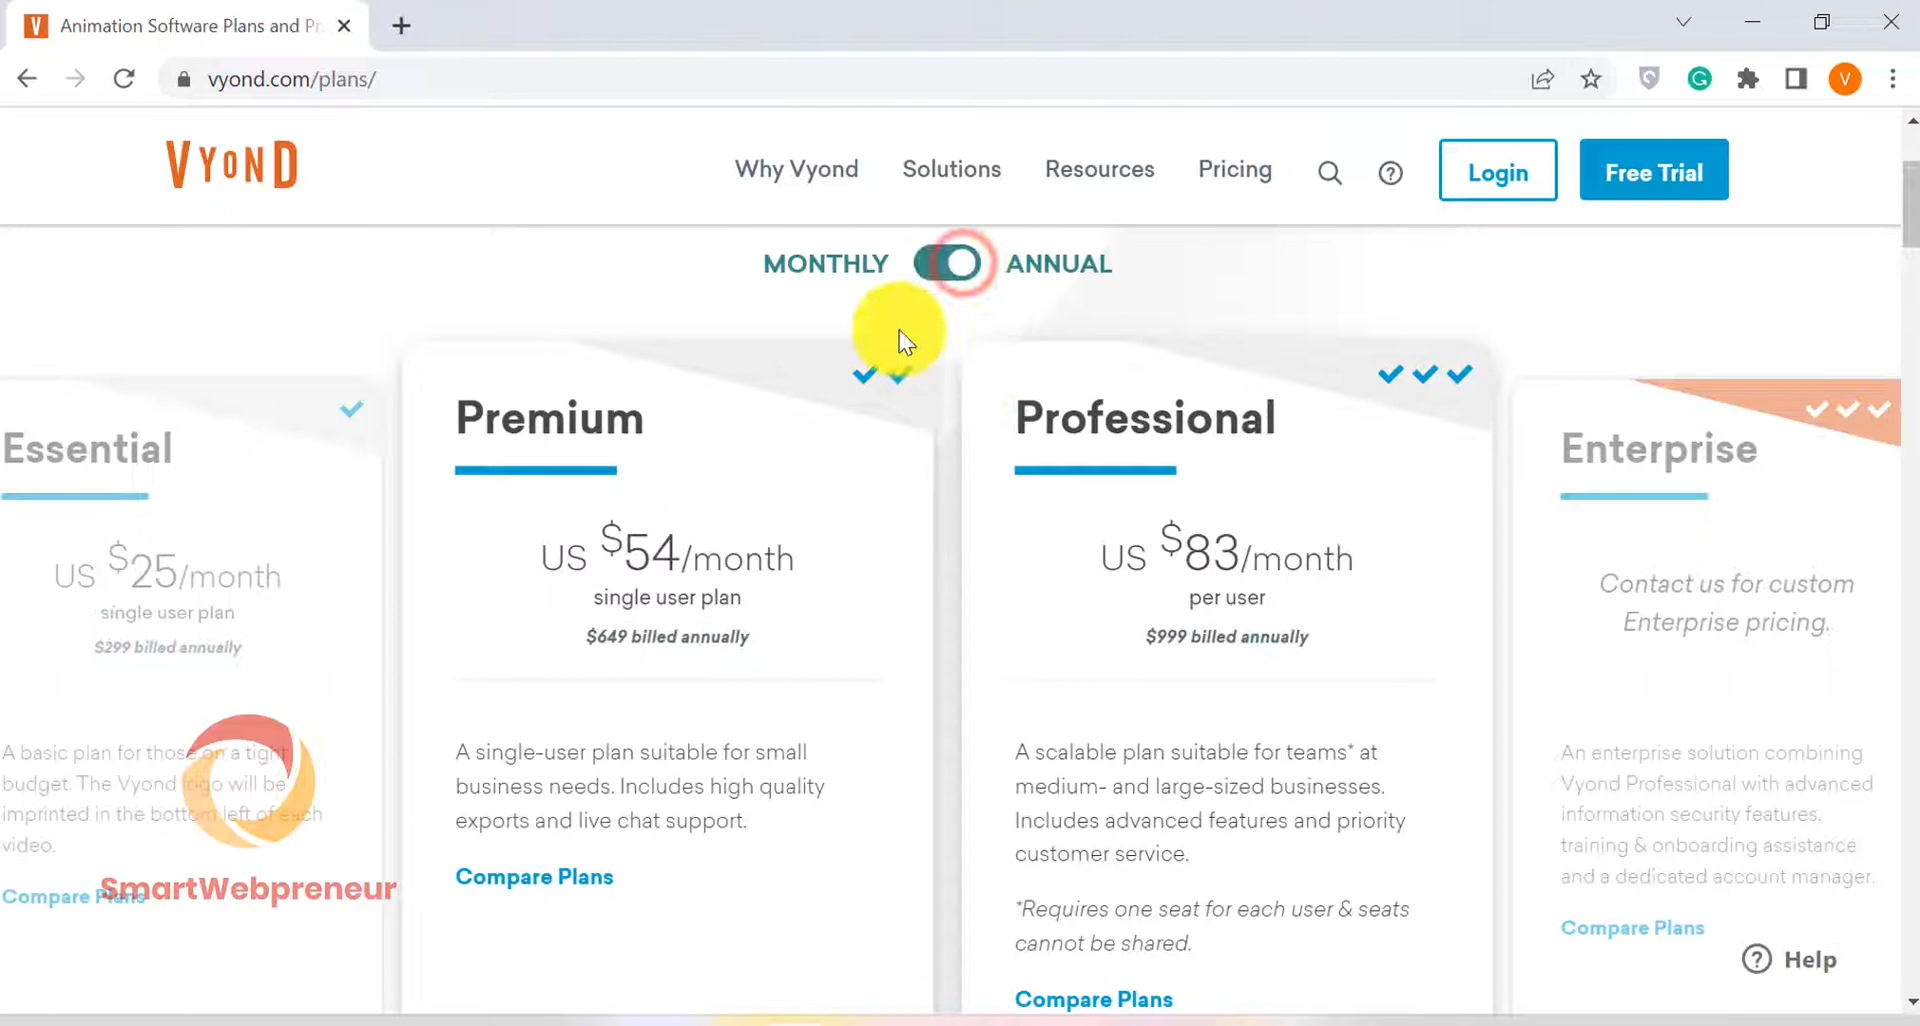 Animation Software Plans and Pr
vyond.com/plans/
V
VYOND
Why Vyond
Solutions
Resources
Pricing
Login
Free Trial
MONTHLY
ANNUAL
Essential
US $25/month
single user plan
$299 billed annually
A basic plan for those on a tight
budget. The Vyond logo will be
imprinted in the bottom left of each
video.
Compare Plans
SmartWebpreneur
Premium
US $54/month
single user plan
$649 billed annually
A single-user plan suitable for small
business needs. Includes high quality
exports and live chat support.
Compare Plans
Professional
US $83/month
per user
$999 billed annually
A scalable plan suitable for teams* at
medium- and large-sized businesses.
Includes advanced features and priority
customer service.
*Requires one seat for each user & seats
cannot be shared.
Compare Plans
Enterprise
Contact us for custom
Enterprise pricing.
An enterprise solution combining
Vyond Professional with advanced
information security features.
training & onboarding assistance
and a dedicated account manager.
Compare Plans
Help